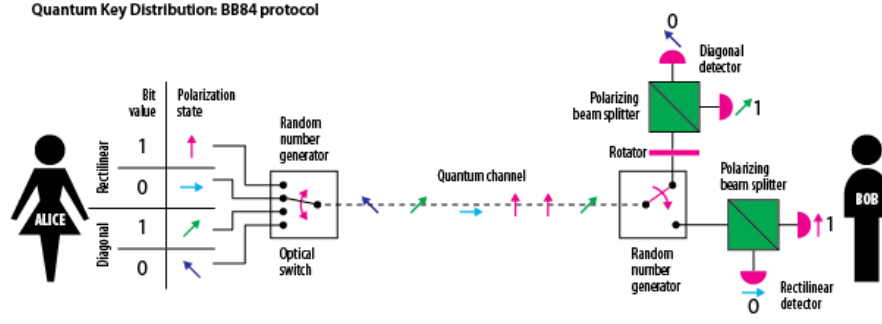 Quantum Key Distribution: BB84 protocol
Bit
value
Polarization
state
Rectilinear
Diagonal
1
0
1
0
ALICE
Random
number
generator
Optical
switch
Quantum channel
0
Diagonal
detector
Polarizing
beam splitter
1
Rotator
Random
number
generator
Polarizing
beam splitter
1
0
Rectilinear
detector
BOB